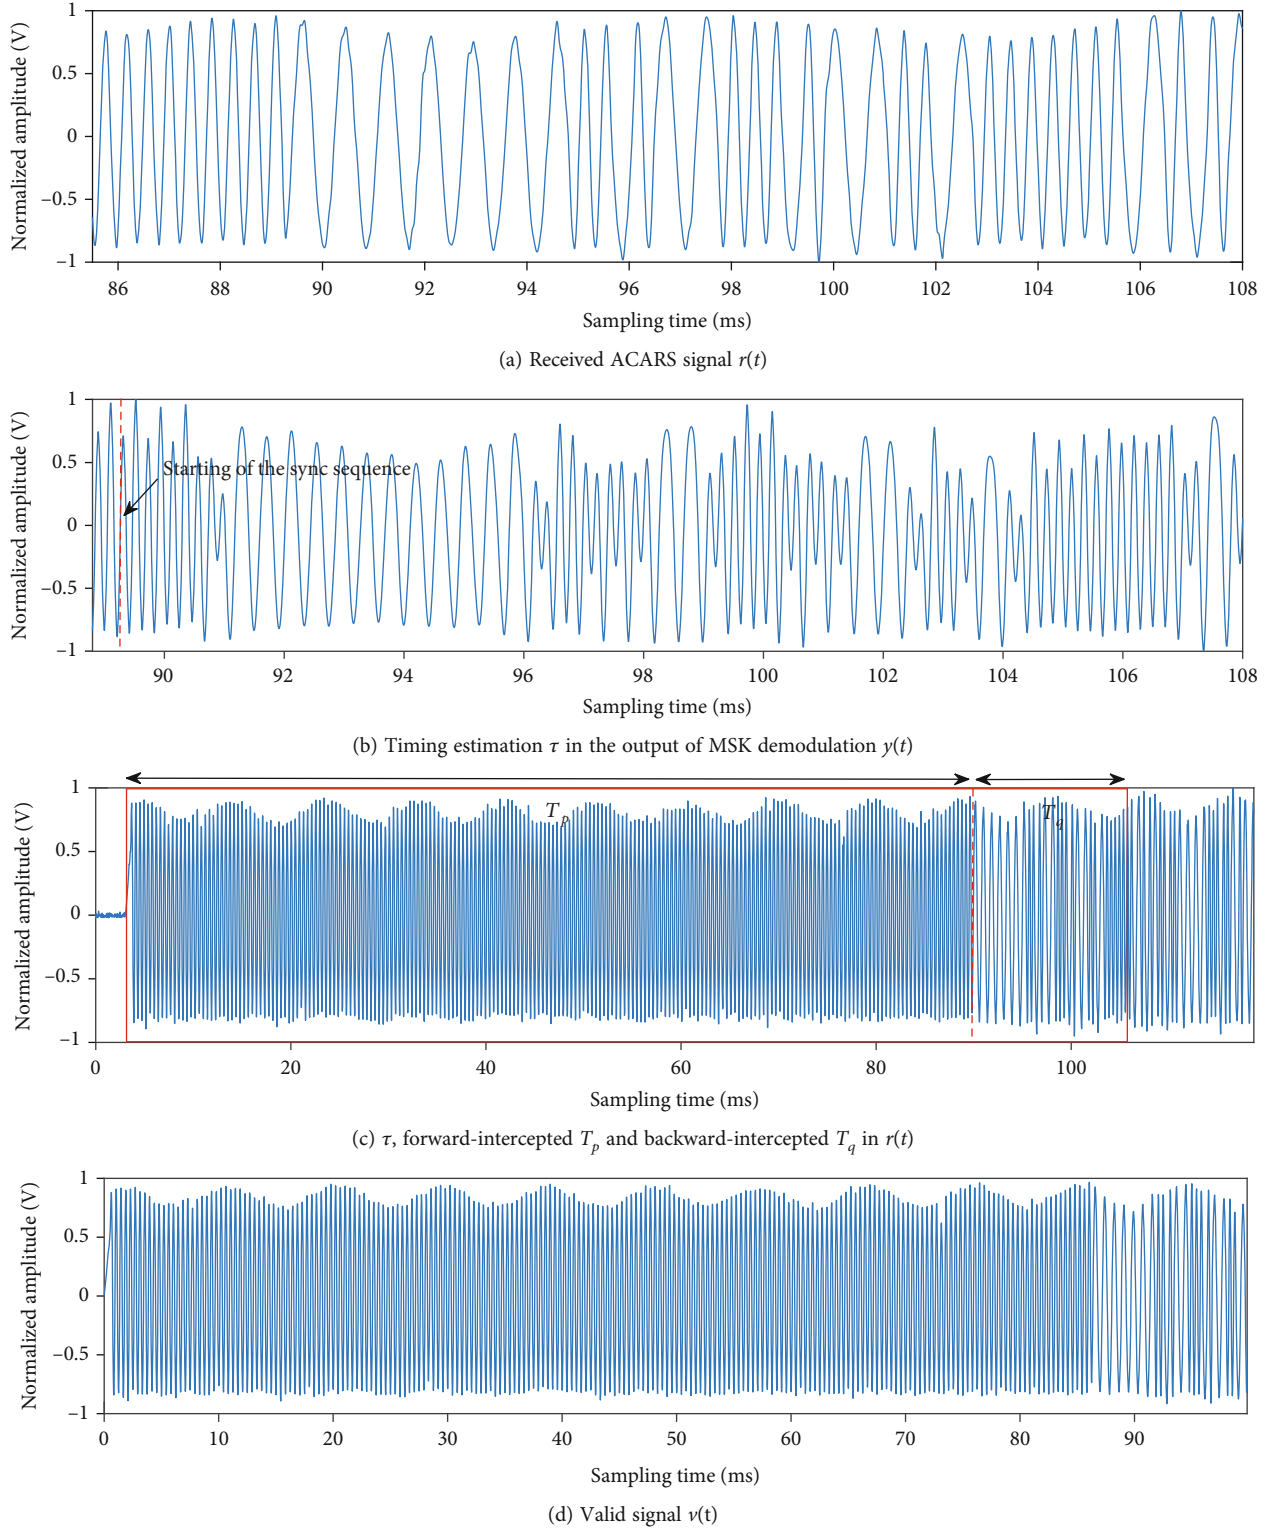 1
0.5
0
−0.5
−1
Normalized amplitude (V)
86 88 90 92 94 96 98 100 102 104 106 108
Sampling time (ms)
(a) Received ACARS signal r(t)
1
0.5
0
−0.5
−1
Normalized amplitude (V)
Starting of the sync sequence
90 92 94 96 98 100 102 104 106 108
Sampling time (ms)
(b) Timing estimation τ in the output of MSK demodulation y(t)
1
0.5
0
−0.5
−1
Normalized amplitude (V)
T_p T_q
0 20 40 60 80 100
Sampling time (ms)
(c) τ, forward-intercepted T_p and backward-intercepted T_q in r(t)
1
0.5
0
−0.5
−1
Normalized amplitude (V)
0 10 20 30 40 50 60 70 80 90
Sampling time (ms)
(d) Valid signal v(t)